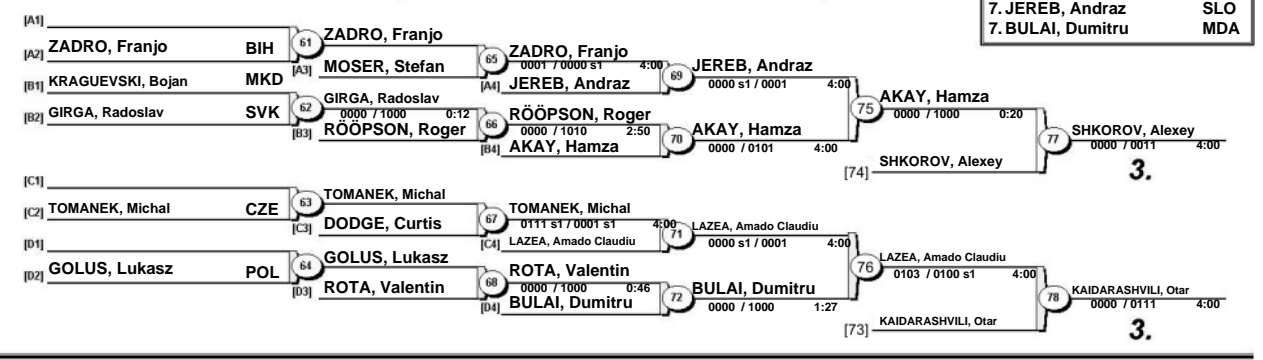 7. JEREB, Andraz SLO
7. BULAI, Dumitru MDA
[A1]
[A2] ZADRO, Franjo BIH
61
ZADRO, Franjo
[A3] MOSER, Stefan
65
ZADRO, Franjo
0001 / 0000 s1 4:00
[A4] JEREB, Andraz
69
JEREB, Andraz
0000 s1 / 0001 4:00
[B1] KRAGUEVSKI, Bojan MKD
[B2] GIRGA, Radoslav SVK
62
GIRGA, Radoslav
0000 / 1000 0:12
[B3] RÖÖPSON, Roger
66
RÖÖPSON, Roger
0000 / 1010 2:50
[B4] AKAY, Hamza
70
AKAY, Hamza
0000 / 0101 4:00
75
AKAY, Hamza
0000 / 1000 0:20
[74] SHKOROV, Alexey
77
SHKOROV, Alexey
0000 / 0011 4:00
3.
[C1]
[C2] TOMANEK, Michal CZE
63
TOMANEK, Michal
[C3] DODGE, Curtis
67
TOMANEK, Michal
0111 s1 / 0001 s1 4:00
[C4] LAZEA, Amado Claudiu
71
LAZEA, Amado Claudiu
0000 s1 / 0001 4:00
[D1]
[D2] GOLUS, Lukasz POL
64
GOLUS, Lukasz
[D3] ROTA, Valentin
68
ROTA, Valentin
0000 / 1000 0:46
[D4] BULAI, Dumitru
72
BULAI, Dumitru
0000 / 1000 1:27
76
LAZEA, Amado Claudiu
0103 / 0100 s1 4:00
[73] KAIDARASHVILI, Otar
78
KAIDARASHVILI, Otar
0000 / 0111 4:00
3.